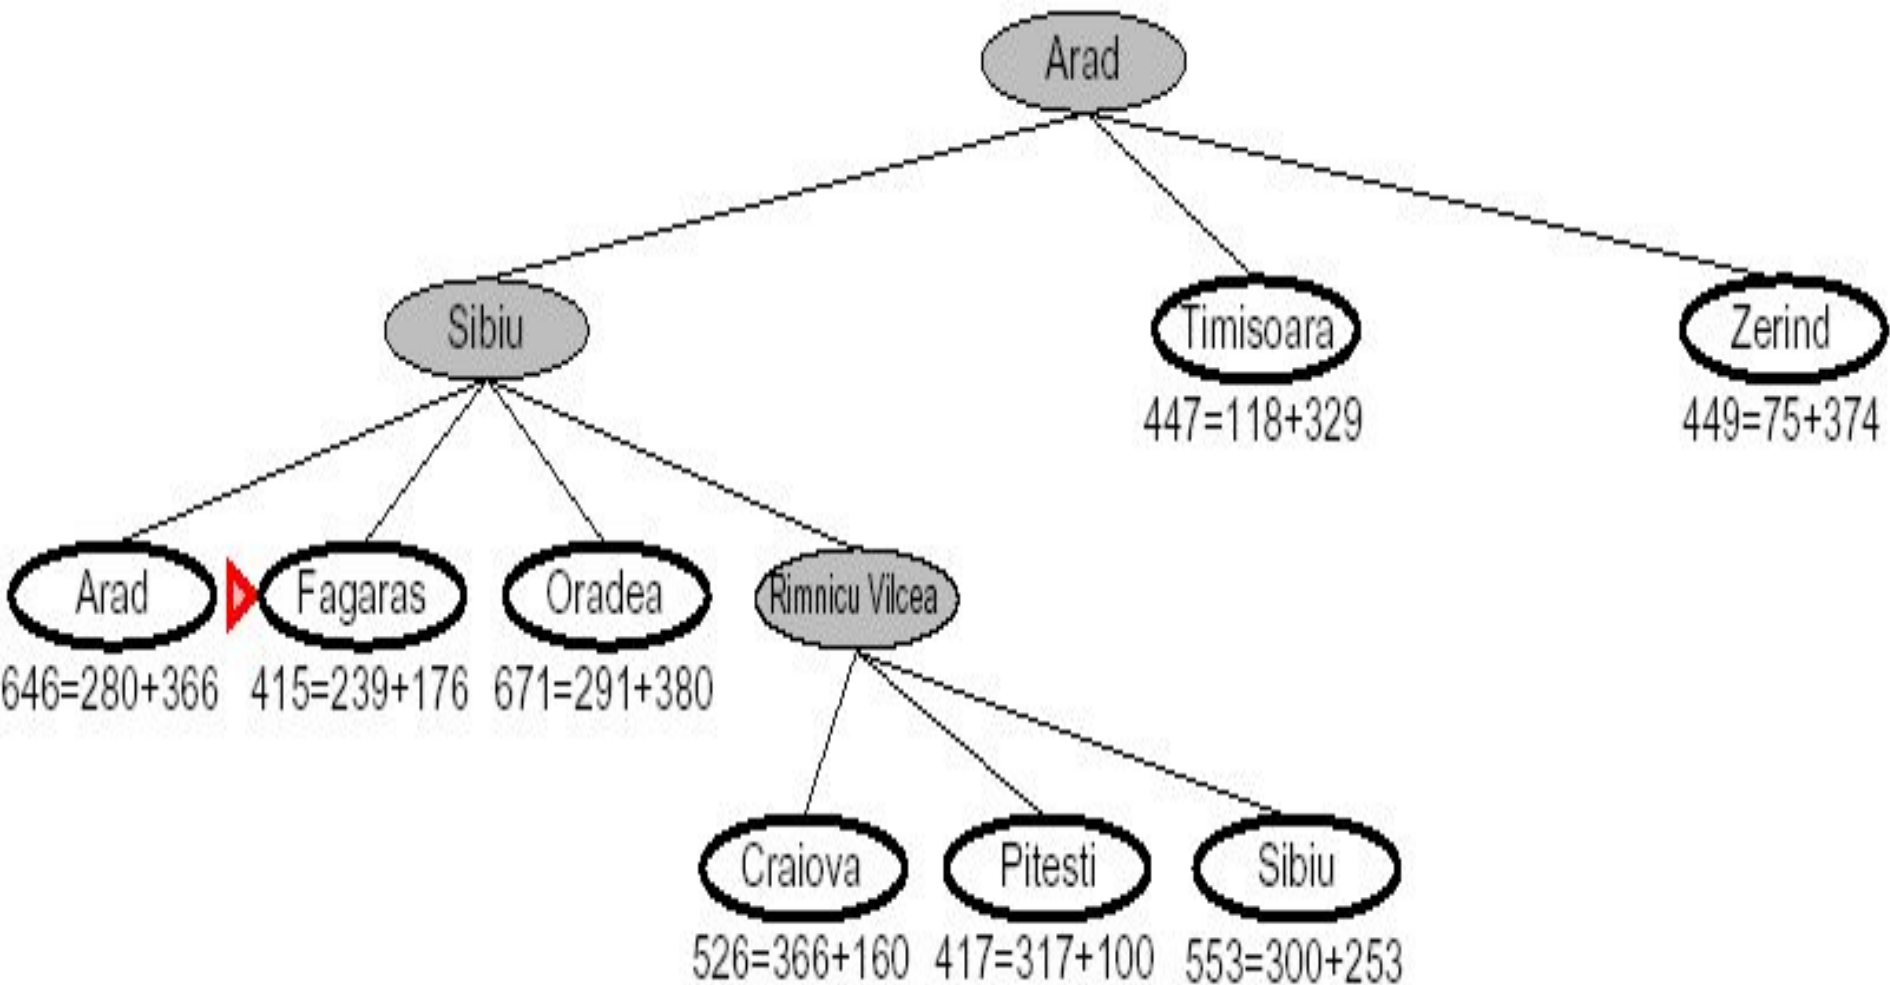 Arad
Sibiu
Timisoara
Zerind
447=118+329
449=75+374
Arad
Fagaras
Oradea
Rimnicu Vilcea
646=280+366
415=239+176
671=291+380
Craiova
Pitesti
Sibiu
526=366+160
417=317+100
553=300+253